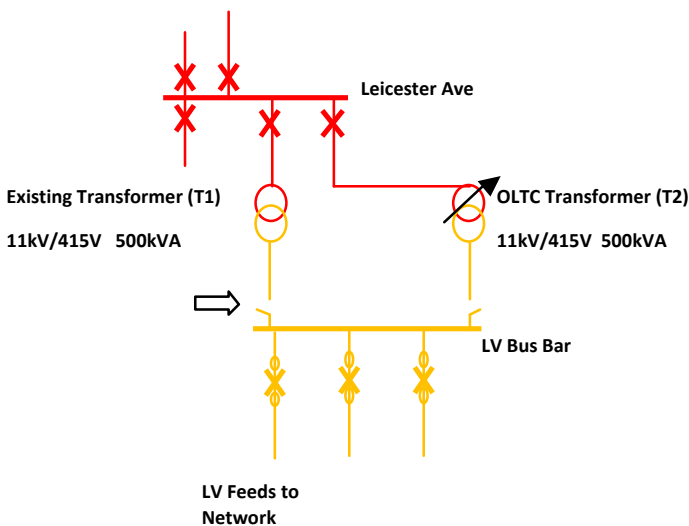 Leicester Ave
Existing Transformer (T1)
11kV/415V 500kVA
OLTC Transformer (T2)
11kV/415V 500kVA
LV Bus Bar
LV Feeds to
Network